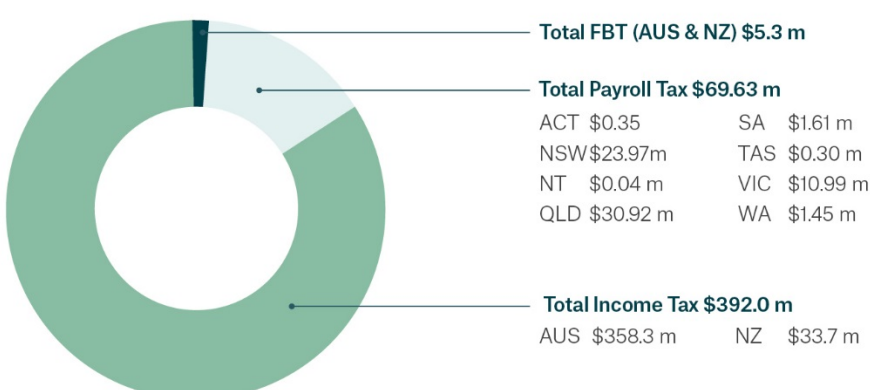 Total FBT (AUS & NZ) $5.3 m
Total Payroll Tax $69.63 m
ACT $0.35 SA $1.61 m
NSW$23.97m TAS $0.30 m
NT $0.04 m VIC $10.99 m
QLD $30.92 m WA $1.45 m
Total Income Tax $392.0 m
AUS $358.3 m NZ $33.7 m